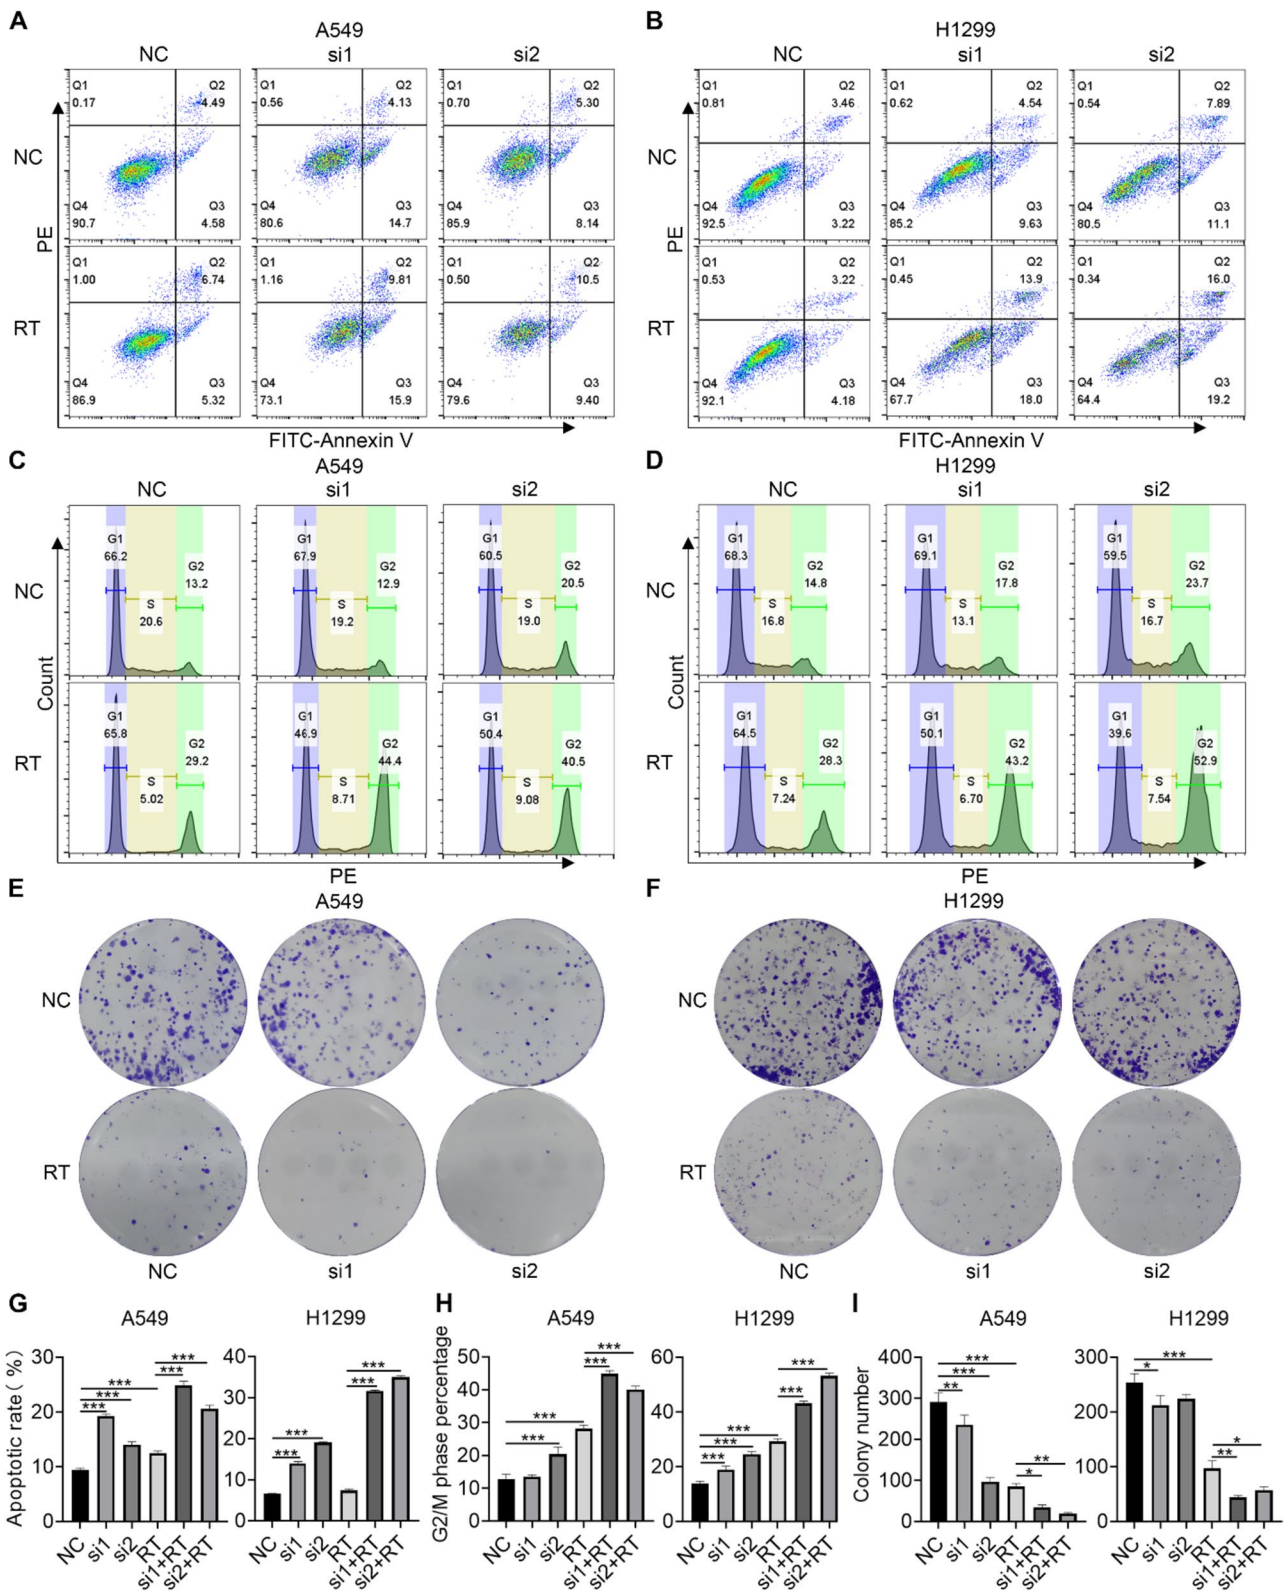 A
A549
NC
si1
si2
NC
RT
PE
Q1
0.17
Q2
4.49
Q4
90.7
Q3
4.58
Q1
0.56
Q2
4.13
Q4
80.6
Q3
14.7
Q1
0.70
Q2
5.30
Q4
85.9
Q3
8.14
Q1
1.00
Q2
6.74
Q4
86.9
Q3
5.32
Q1
1.16
Q2
9.81
Q4
73.1
Q3
15.9
Q1
0.50
Q2
10.5
Q4
79.6
Q3
9.40
FITC-Annexin V
B
H1299
NC
si1
si2
NC
RT
PE
Q1
0.81
Q2
3.46
Q4
92.5
Q3
3.22
Q1
0.62
Q2
4.54
Q4
85.2
Q3
9.63
Q1
0.54
Q2
7.89
Q4
80.5
Q3
11.1
Q1
0.53
Q2
3.22
Q4
92.1
Q3
4.18
Q1
0.45
Q2
13.9
Q4
67.7
Q3
18.0
Q1
0.34
Q2
16.0
Q4
64.4
Q3
19.2
FITC-Annexin V
C
A549
NC
si1
si2
NC
RT
Count
G1
66.2
S
20.6
G2
13.2
G1
67.9
S
19.2
G2
12.9
G1
60.5
S
19.0
G2
20.5
G1
65.8
S
5.02
G2
29.2
G1
46.9
S
8.71
G2
44.4
G1
50.4
S
9.08
G2
40.5
PE
D
H1299
NC
si1
si2
NC
RT
Count
G1
68.3
S
16.8
G2
14.8
G1
69.1
S
13.1
G2
17.8
G1
59.5
S
16.7
G2
23.7
G1
64.5
S
7.24
G2
28.3
G1
50.1
S
6.70
G2
43.2
G1
39.6
S
7.54
G2
52.9
PE
E
A549
NC
RT
NC
si1
si2
F
H1299
NC
RT
NC
si1
si2
G
A549
Apoptotic rate( %)
30
20
10
0
***
***
***
***
***
NC
si1
si2
RT
si1+RT
si2+RT
H1299
40
30
20
10
0
***
***
***
***
NC
si1
si2
RT
si1+RT
si2+RT
H
A549
G2/M phase percentage
50
40
30
20
10
0
***
***
***
***
NC
si1
si2
RT
si1+RT
si2+RT
H1299
60
40
20
0
***
***
***
***
***
NC
si1
si2
RT
si1+RT
si2+RT
I
A549
Colony number
400
300
200
100
0
***
***
**
**
*
NC
si1
si2
RT
si1+RT
si2+RT
H1299
300
200
100
0
***
*
*
**
NC
si1
si2
RT
si1+RT
si2+RT